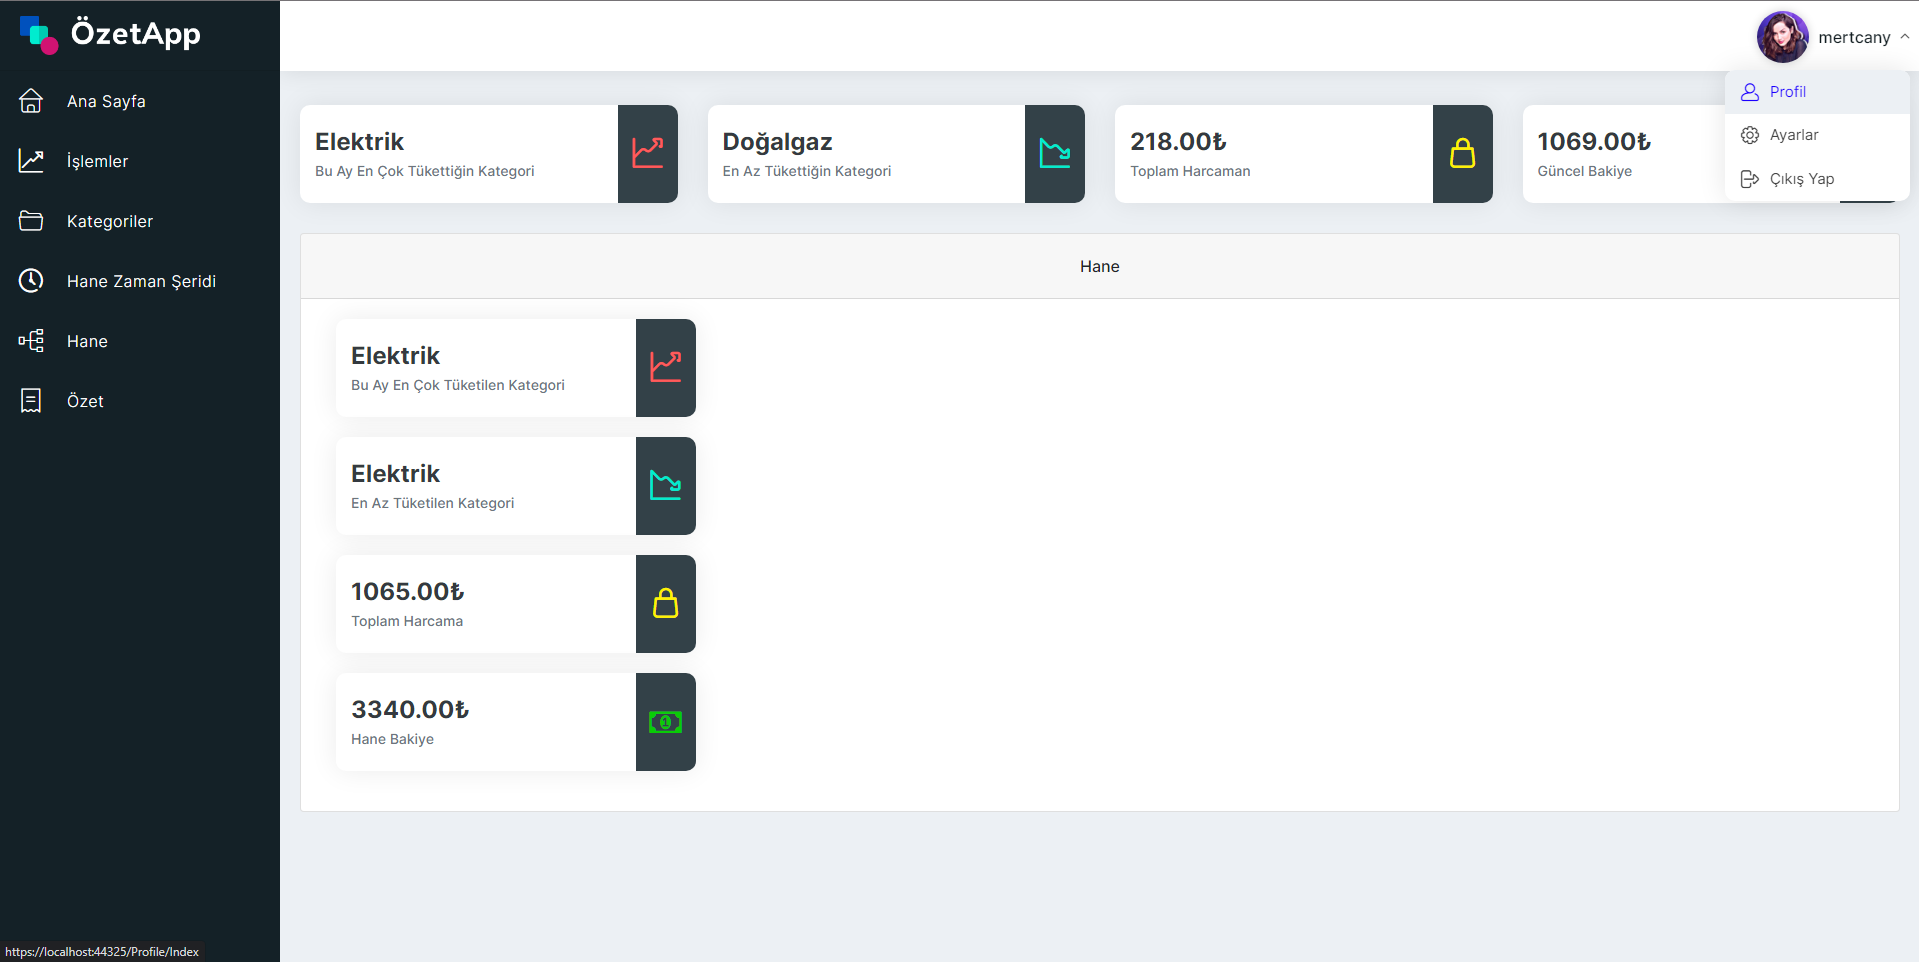 ÖzetApp
mertcany
Ana Sayfa
İşlemler
Kategoriler
Hane Zaman Şeridi
Hane
Özet
Profil
Ayarlar
Çıkış Yap
Elektrik
Bu Ay En Çok Tükettiğin Kategori
Doğalgaz
En Az Tükettiğin Kategori
218.00₺
Toplam Harcaman
1069.00₺
Güncel Bakiye
Hane
Elektrik
Bu Ay En Çok Tüketilen Kategori
Elektrik
En Az Tüketilen Kategori
1065.00₺
Toplam Harcama
3340.00₺
Hane Bakiye
https://localhost:44325/Profile/Index